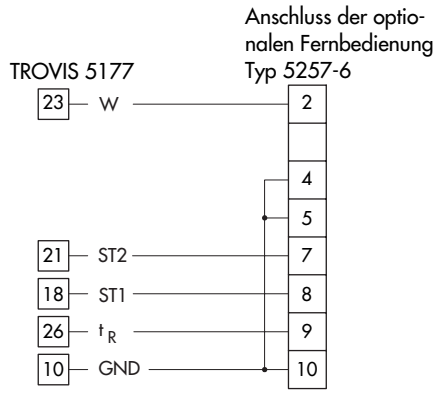 Anschluss der optio-
nalen Fernbedienung
TROVIS 5177 Typ 5257-6
23 W 2
4
5
21 ST2 7
18 ST1 8
26 t R 9
10 GND 10